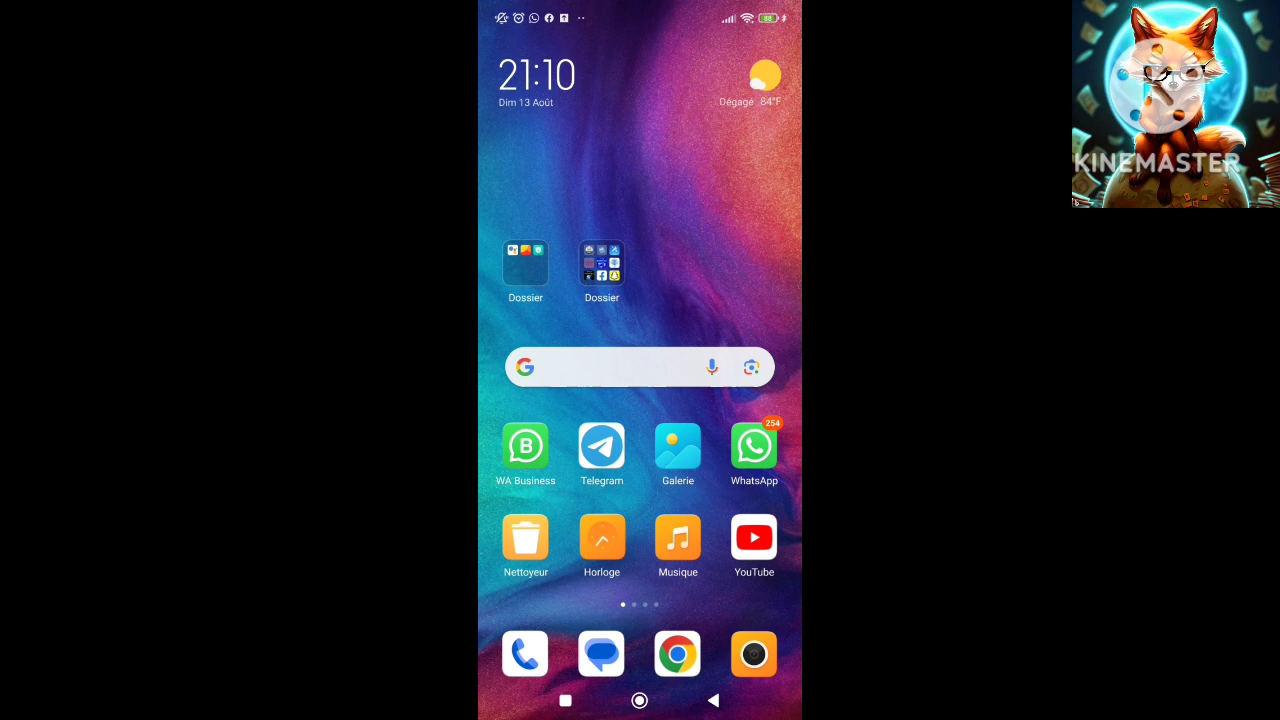 21:10
Dim 13 Août
88
Dégagé 84°F
KINEMASTER
Dossier
Dossier
G
254
B
WA Business
Telegram
Galerie
WhatsApp
Nettoyeur
Horloge
Musique
YouTube